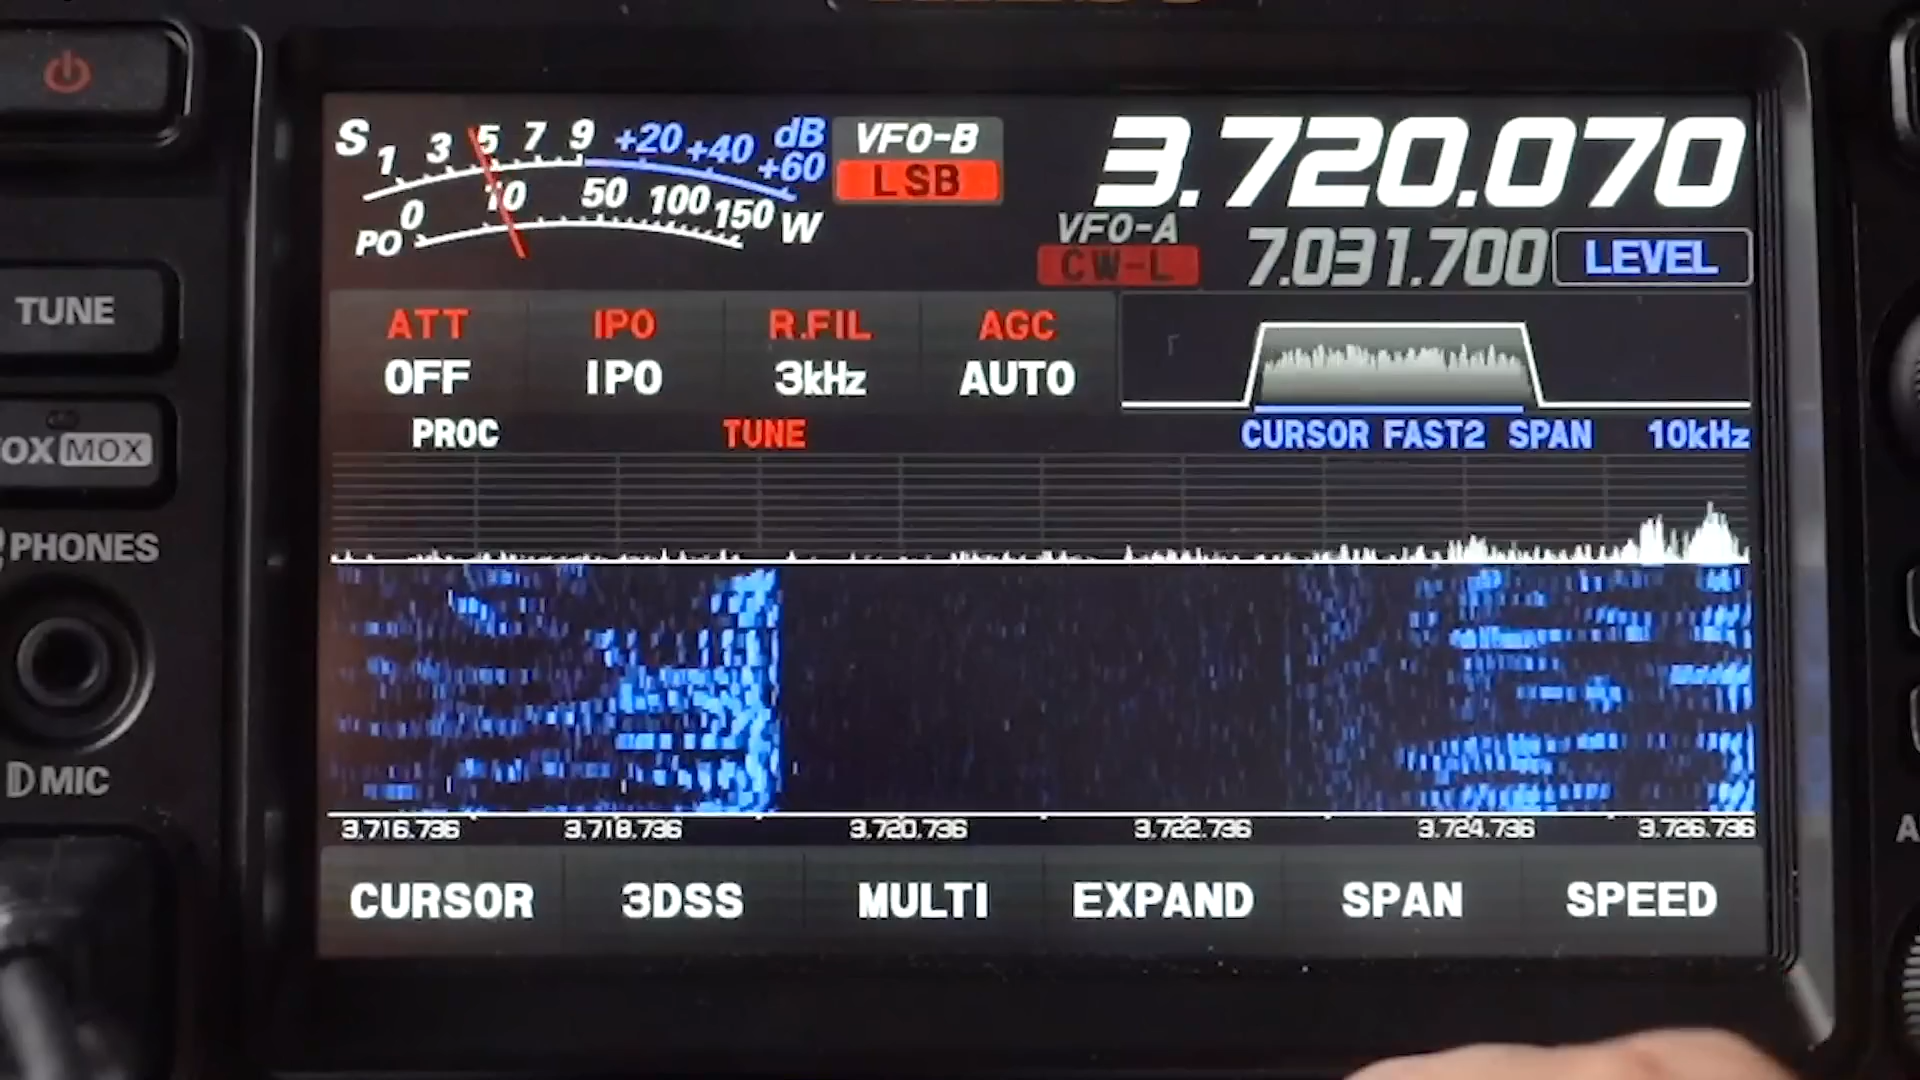 S 1 3 5 7 9 +20 +40 +60 dB
PO 0 10 50 100 150 W
VFO-B
LSB
3.720.070
VFO-A
CW-L
7.031.700
LEVEL
TUNE
ATT IPO R.FIL AGC
OFF IPO 3kHz AUTO
PROC TUNE CURSOR FAST2 SPAN 10kHz
OX MOX
PHONES
MIC
3.716.736 3.718.736 3.720.736 3.722.736 3.724.736 3.726.736
CURSOR 3DSS MULTI EXPAND SPAN SPEED